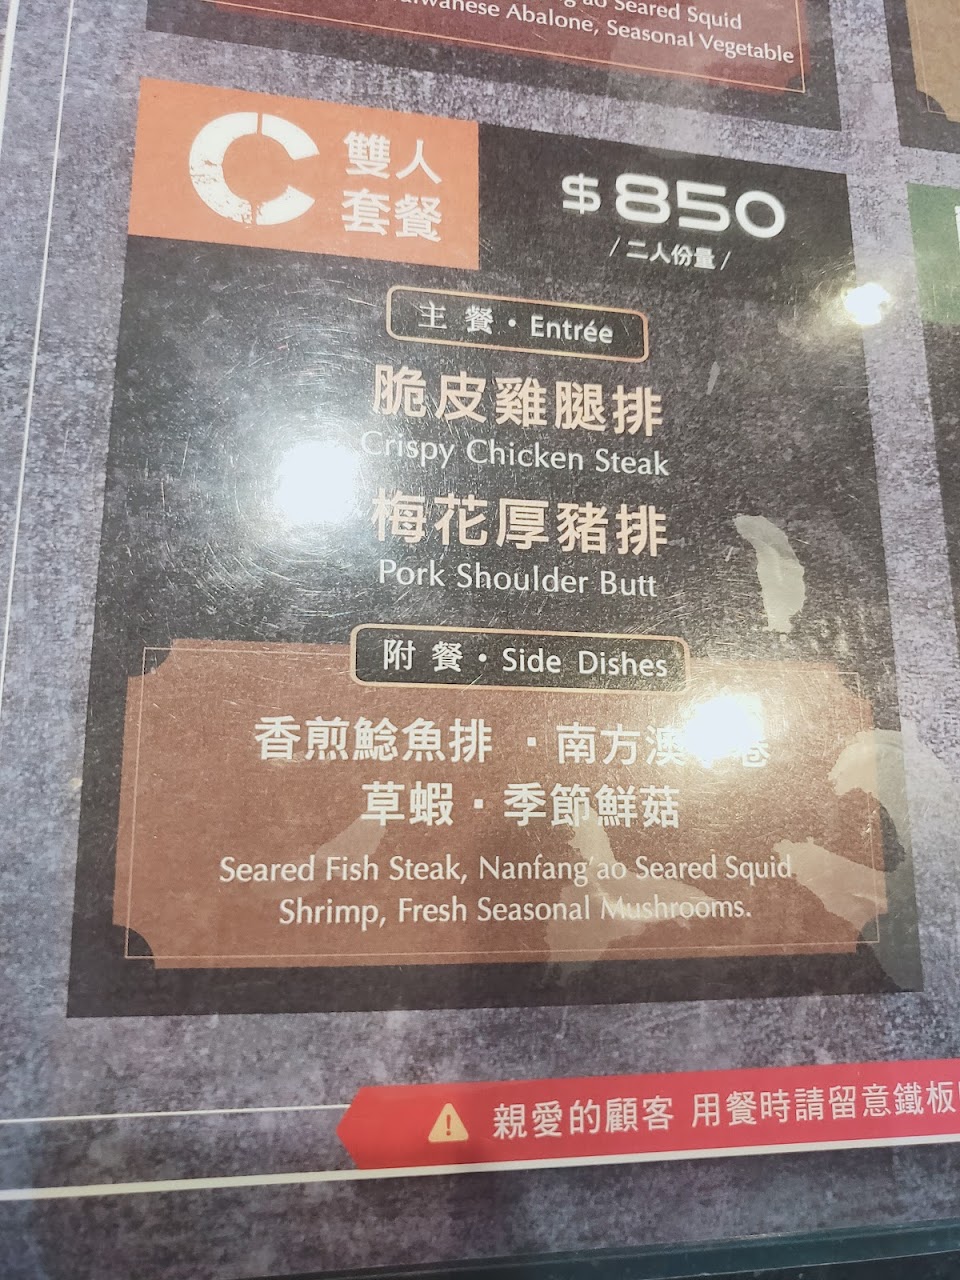 ao Seared Squid
Taiwanese Abalone, Seasonal Vegetable
C 雙人
套餐
$850
/ 二人份量 /
主餐・Entrée
脆皮雞腿排
Crispy Chicken Steak
梅花厚豬排
Pork Shoulder Butt
附餐・Side Dishes
香煎鯰魚排・南方澳 卷
草蝦・季節鮮菇
Seared Fish Steak, Nanfang'ao Seared Squid
Shrimp, Fresh Seasonal Mushrooms.
親愛的顧客 用餐時請留意鐵板